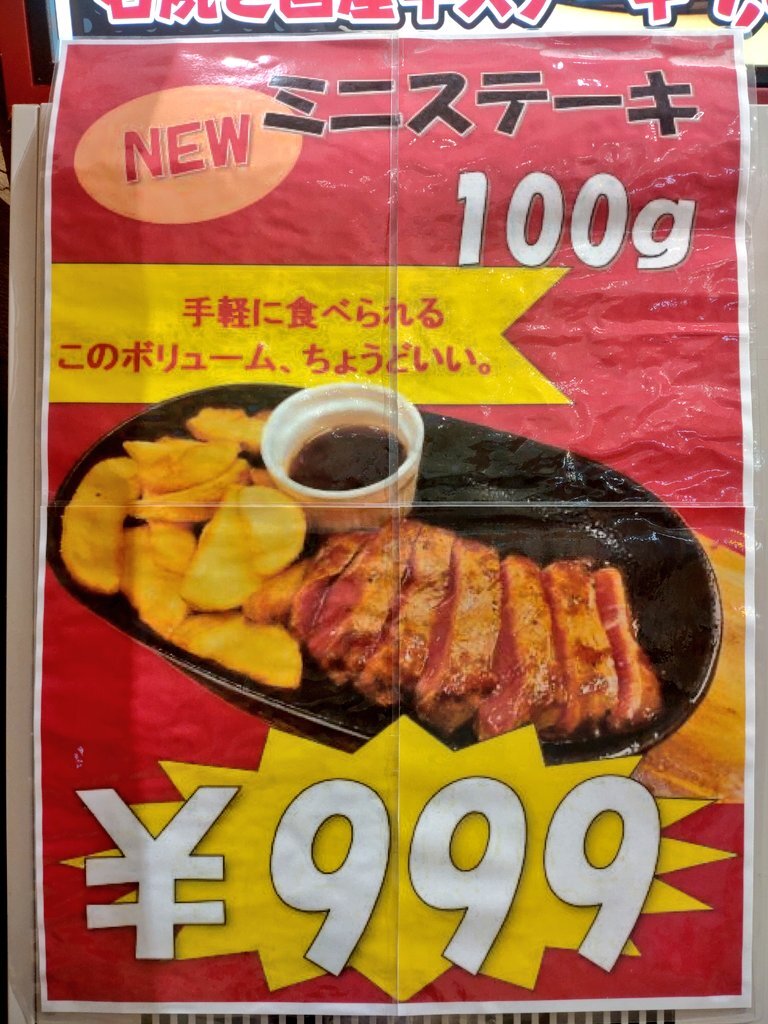 NEW
ミニステーキ
100g
手軽に食べられる
このボリューム、ちょうどいい。
¥999